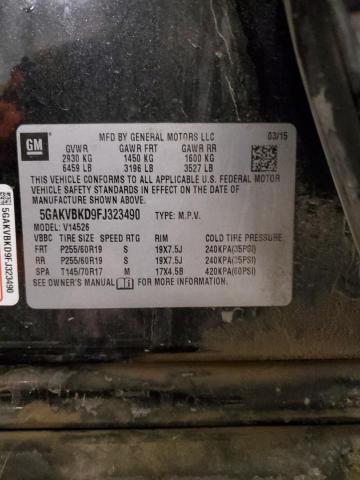 GM
MFD BY GENERAL MOTORS LLC 03/15
GVWR GAWR FRT GAWR RR
2930 KG 1450 KG 1600 KG
6459 LB 3196 LB 3527 LB
THIS VEHICLE CONFORMS TO ALL APPLICABLE U.S. FEDERAL MOTOR
VEHICLE SAFETY STANDARDS IN EFFECT ON THE DATE OF
MANUFACTURE SHOWN ABOVE.
5GAKVBKD9FJ323490 TYPE: M.P.V.
MODEL: V14526
VBBC TIRE SIZE SPEED RTG RIM COLD TIRE PRESSURE
FRT P255/60R19 S 19X7.5J 240KPA(35PSI)
RR P255/60R19 S 19X7.5J 240KPA(35PSI)
SPA T145/70R17 M 17X4.5B 420KPA(60PSI)
SEE OWNER'S MANUAL FOR MORE INFORMATION.
5GAKVBKD9FJ323490